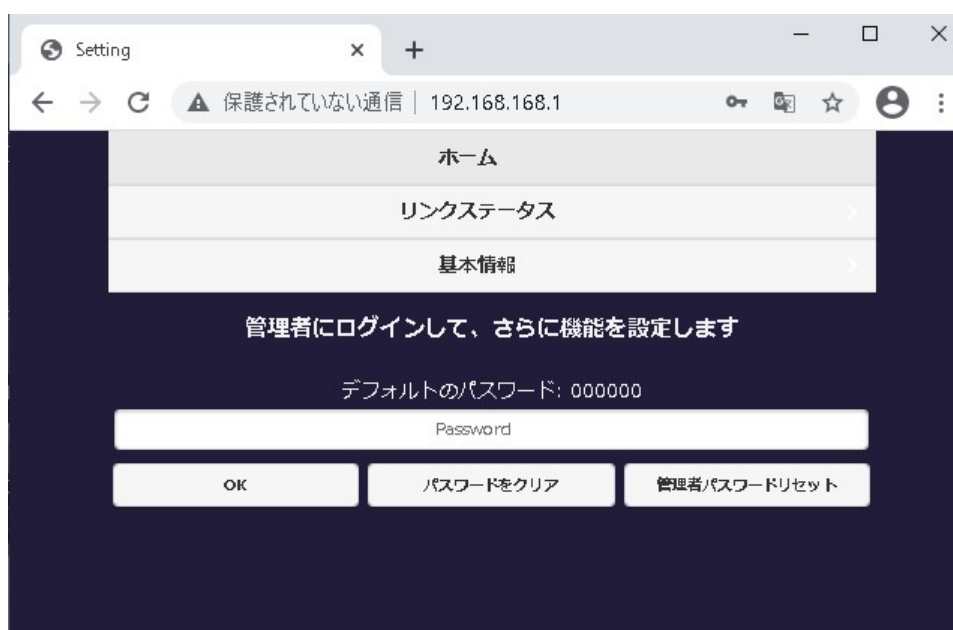 Setting
保護されていない通信 | 192.168.168.1
ホーム
リンクステータス
基本情報
管理者にログインして、さらに機能を設定します
デフォルトのパスワード: 000000
Password
OK パスワードをクリア 管理者パスワードリセット